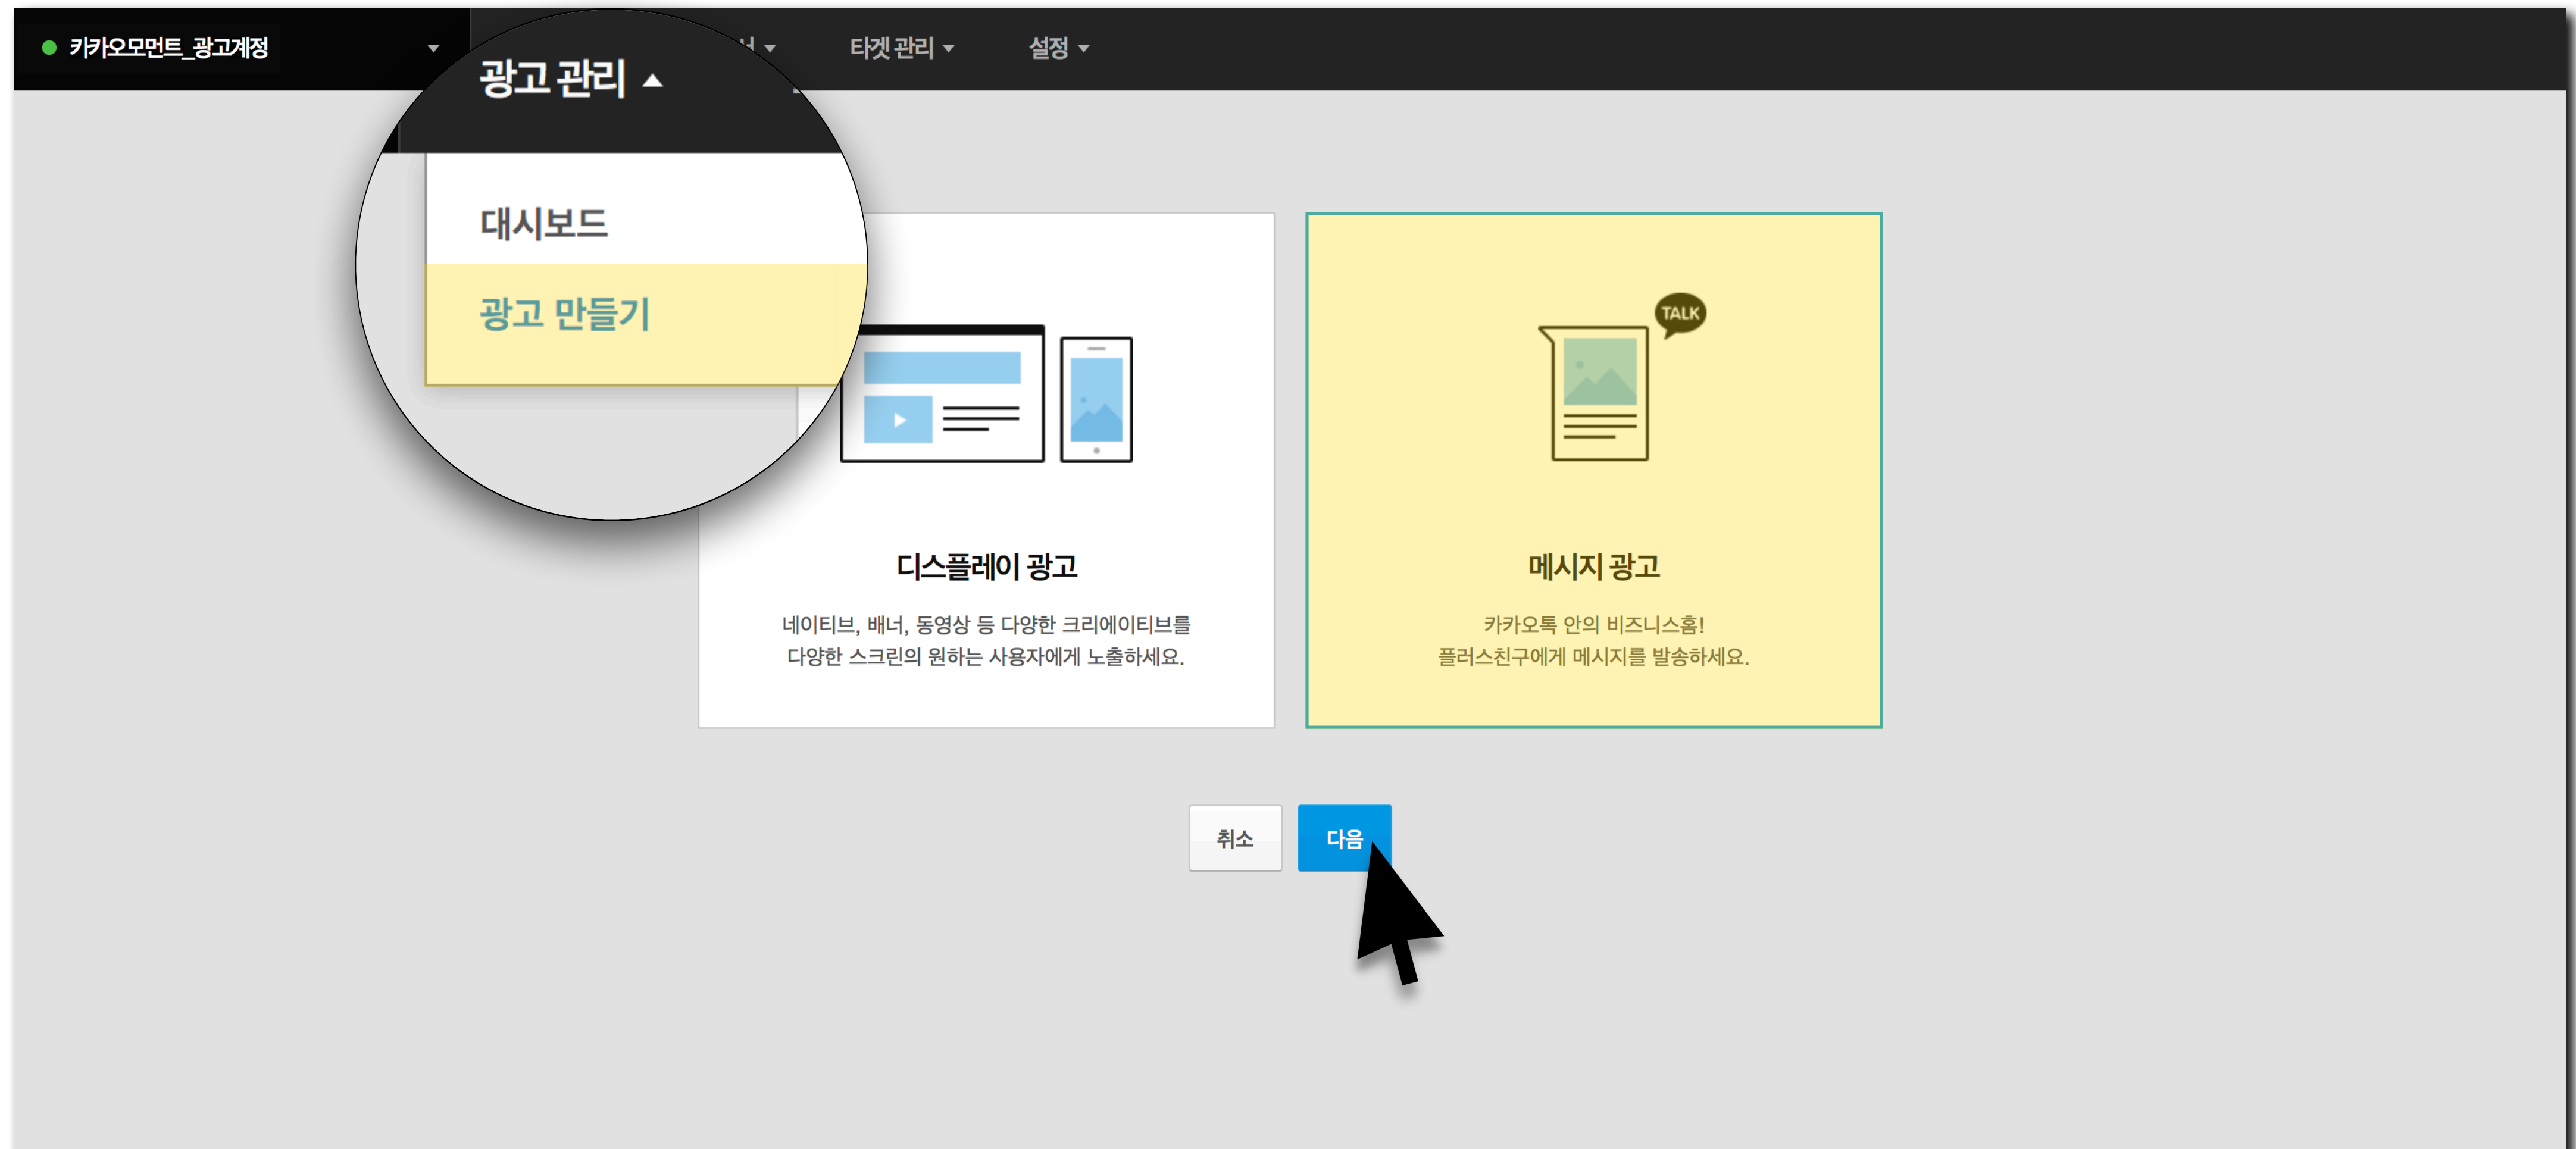 카카오모먼트_광고계정
광고 관리
타겟 관리
설정
대시보드
광고 만들기
TALK
디스플레이 광고
네이티브, 배너, 동영상 등 다양한 크리에이티브를
다양한 스크린의 원하는 사용자에게 노출하세요.
메시지 광고
카카오톡 안의 비즈니스홈!
플러스친구에게 메시지를 발송하세요.
취소
다음